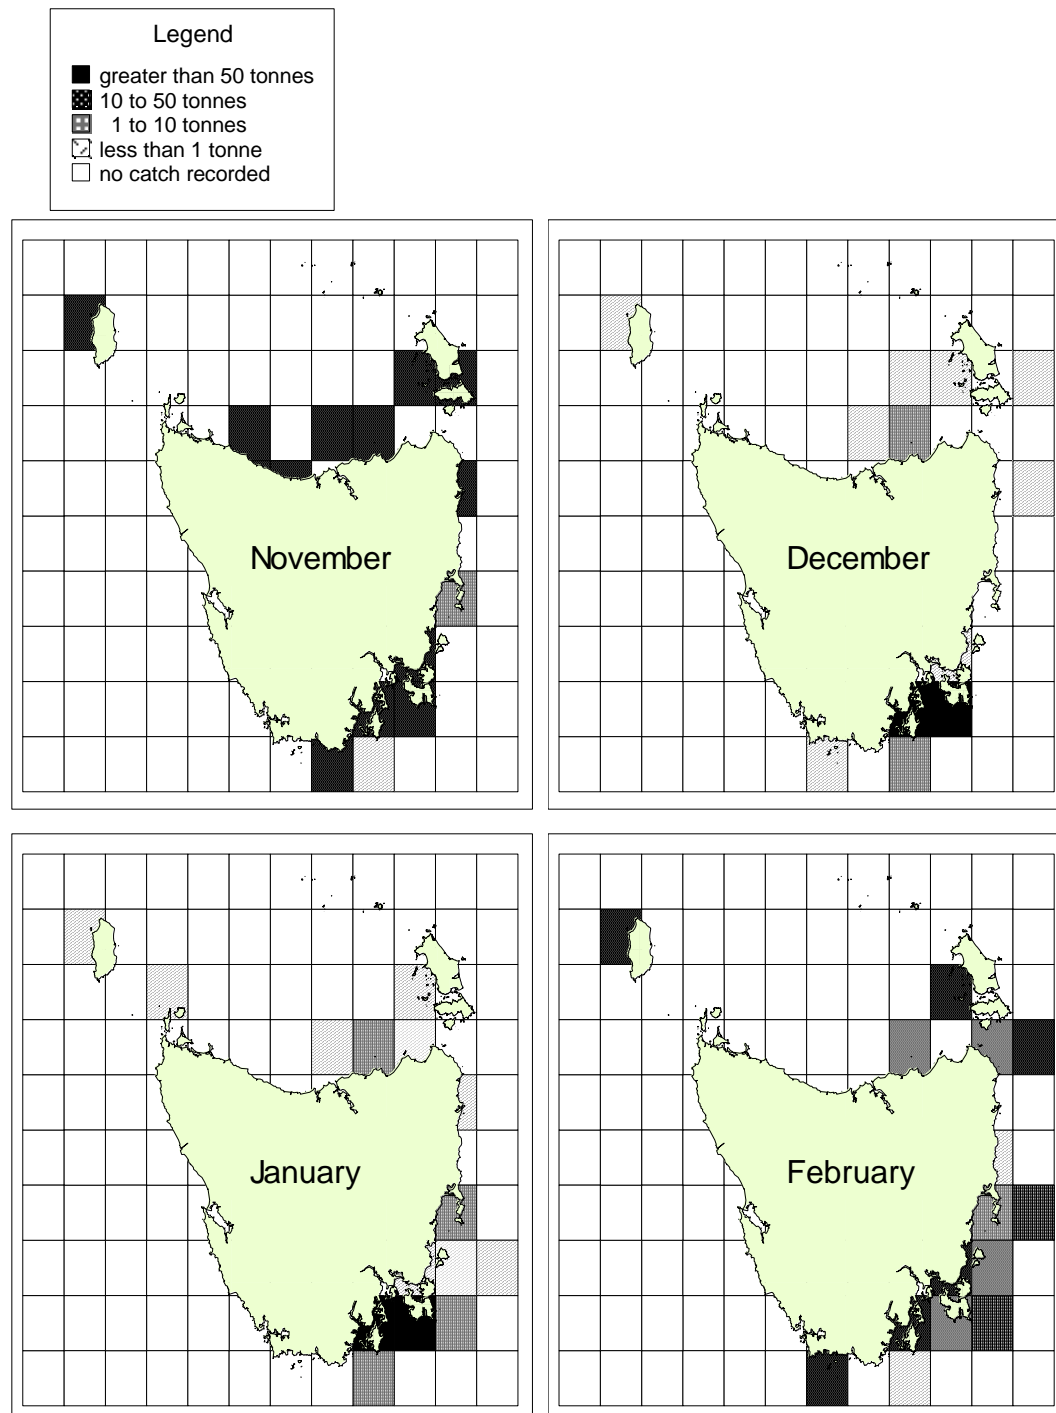 Legend
greater than 50 tonnes
10 to 50 tonnes
1 to 10 tonnes
less than 1 tonne
no catch recorded
November
December
January
February